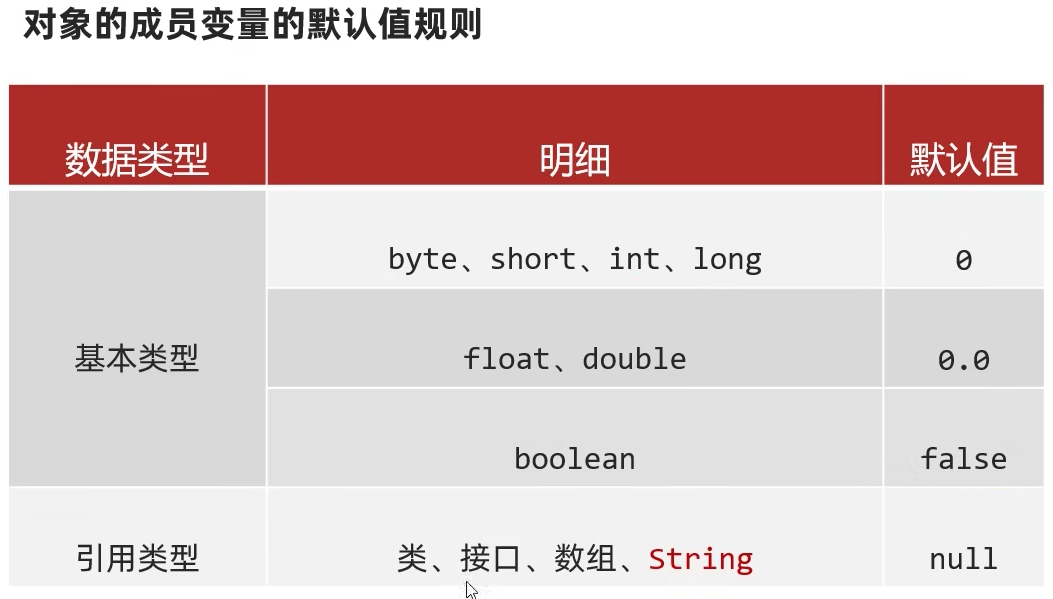 对象的成员变量的默认值规则
数据类型 明细 默认值
byte、short、int、long 0
基本类型 float、double 0.0
boolean false
引用类型 类、接口、数组、String null